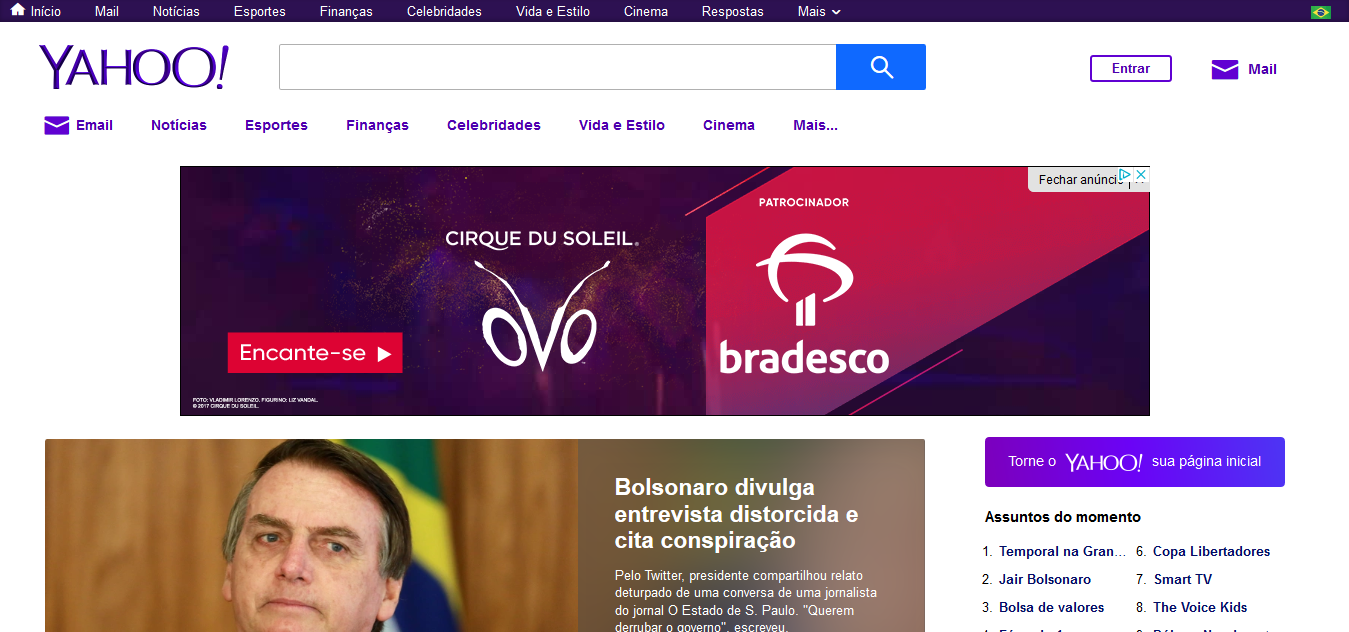 Início Mail Notícias Esportes Finanças Celebridades Vida e Estilo Cinema Respostas Mais
YAHOO!
Entrar
Mail
Email Notícias Esportes Finanças Celebridades Vida e Estilo Cinema Mais...
Fechar anúnci
CIRQUE DU SOLEIL
OVO
Encante-se
FOTO: VLADIMIR LORENZO. FIGURINO: LIZ VANDAL.
© 2017 CIRQUE DU SOLEIL.
PATROCINADOR
bradesco
Bolsonaro divulga
entrevista distorcida e
cita conspiração
Pelo Twitter, presidente compartilhou relato
deturpado de uma conversa de uma jornalista
do jornal O Estado de S. Paulo. "Querem
derrubar o governo", escreveu.
Torne o YAHOO! sua página inicial
Assuntos do momento
1. Temporal na Gran...
2. Jair Bolsonaro
3. Bolsa de valores
6. Copa Libertadores
7. Smart TV
8. The Voice Kids